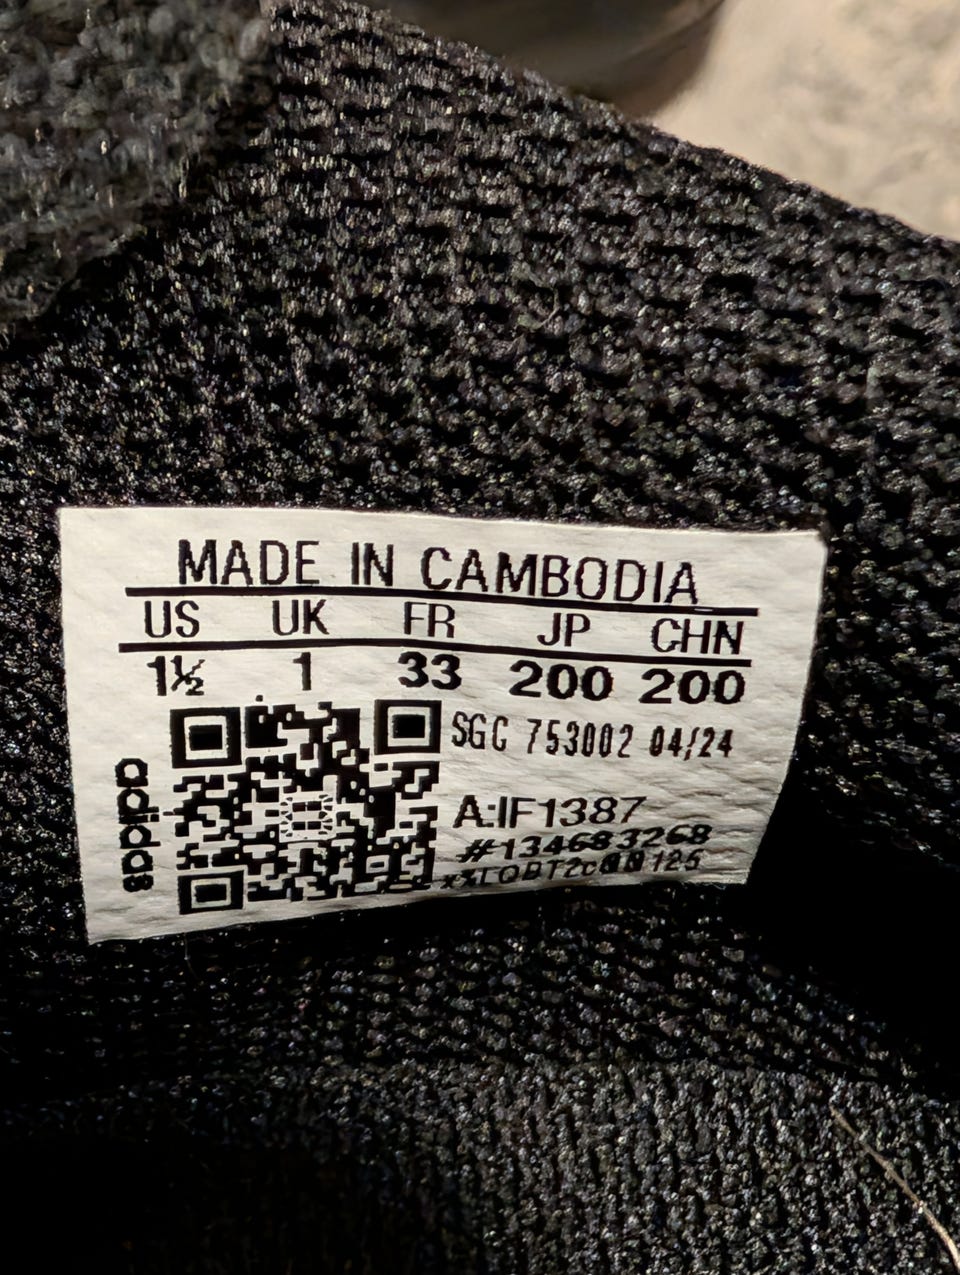 MADE IN CAMBODIA
US UK FR JP CHN
1½ 1 33 200 200
SGC 753002 04/24
A:IF1387
#134683268
adidas